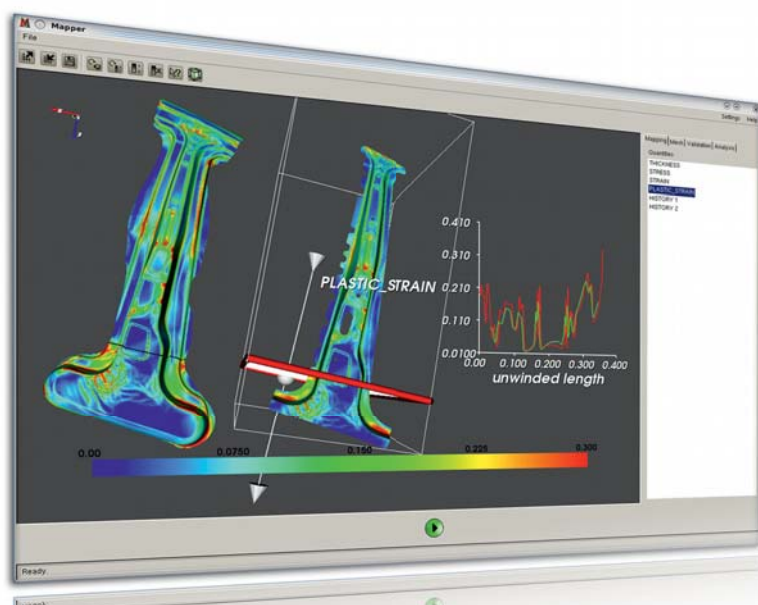 M Mapper
File
Settings Help
Mapping Mesh Validation Analysis
Quantities
THICKNESS
STRESS
STRAIN
PLASTIC_STRAIN
HISTORY 1
HISTORY 2
PLASTIC_STRAIN
0.410
0.310
0.210
0.110
0.0100
0.00 0.100 0.200 0.300 0.400
unwinded length
0.00 0.0750 0.150 0.225 0.300
Ready.